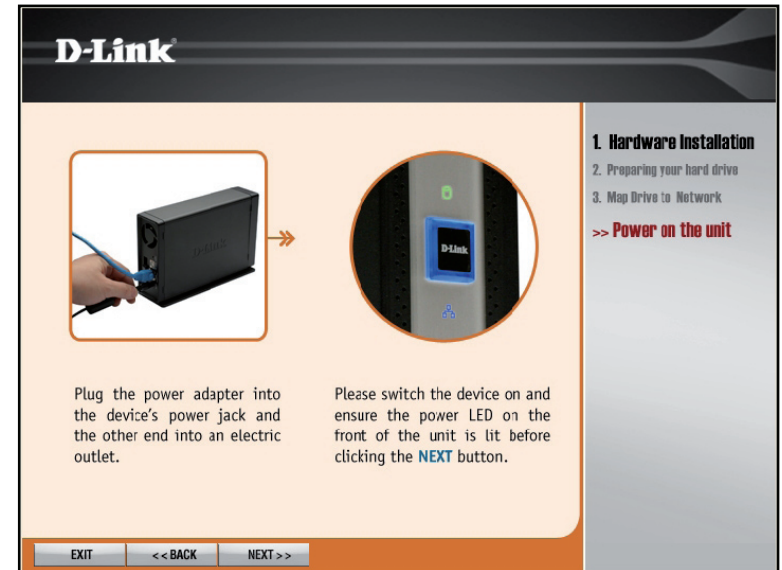 D-Link
1. Hardware Installation
2. Preparing your hard drive
3. Map Drive to Network
>> Power on the unit
D-Link
D-Link
Plug the power adapter into
the device's power jack and
the other end into an electric
outlet.
Please switch the device on and
ensure the power LED on the
front of the unit is lit before
clicking the NEXT button.
EXIT
<< BACK
NEXT >>